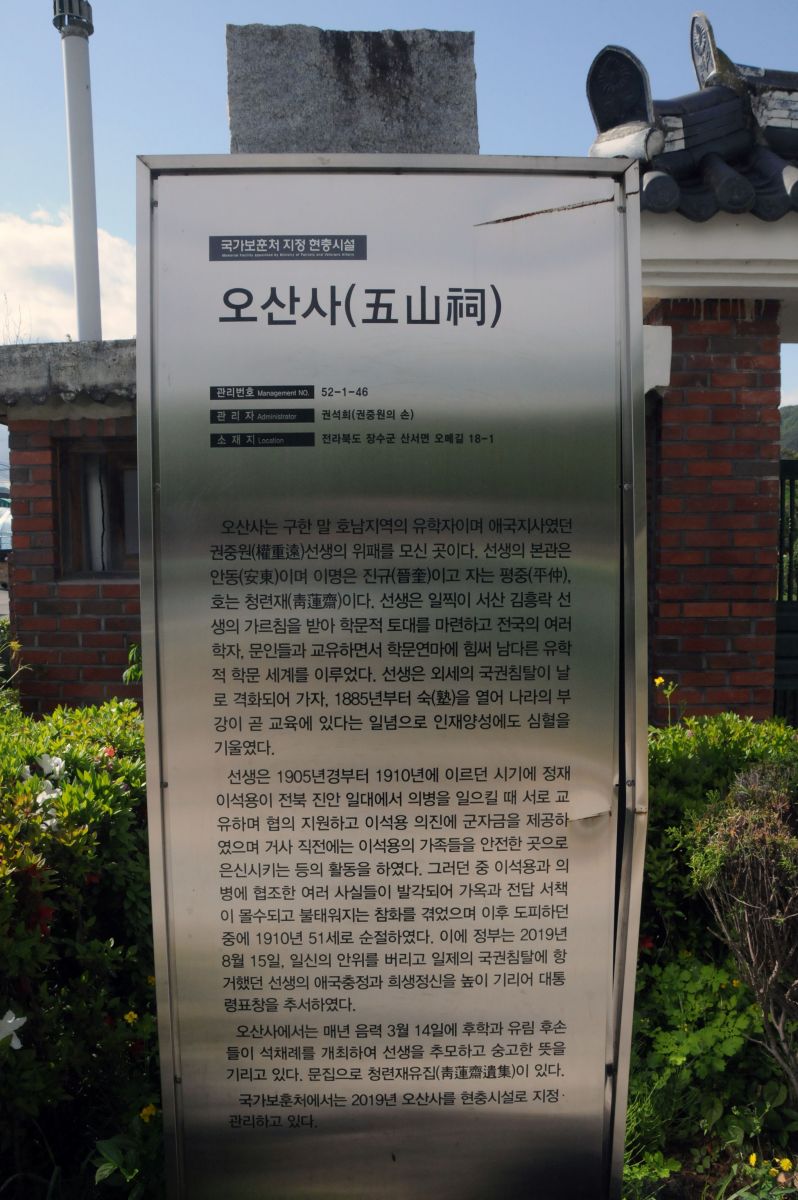 국가보훈처 지정 현충시설
Memorial Facility appointed by Ministry of Patriots and Veterans Affairs
오산사(五山祠)
관리번호 Management NO. 52-1-46
관 리 자 Administrator 권석희(권중원의 손)
소 재 지 Location 전라북도 장수군 산서면 오메길 18-1
오산사는 구한 말 호남지역의 유학자이며 애국지사였던
권중원(權重遠)선생의 위패를 모신 곳이다. 선생의 본관은
안동(安東)이며 이명은 진규(晉奎)이고 자는 평중(平仲),
호는 청련재(靑蓮齋)이다. 선생은 일찍이 서산 김흥락 선
생의 가르침을 받아 학문적 토대를 마련하고 전국의 여러
학자, 문인들과 교유하면서 학문연마에 힘써 남다른 유학
적 학문 세계를 이루었다. 선생은 외세의 국권침탈이 날
로 격화되어 가자, 1885년부터 숙(塾)을 열어 나라의 부
강이 곧 교육에 있다는 일념으로 인재양성에도 심혈을
기울였다.
선생은 1905년경부터 1910년에 이르던 시기에 정재
이석용이 전북 진안 일대에서 의병을 일으킬 때 서로 교
유하며 협의 지원하고 이석용 의진에 군자금을 제공하
였으며 거사 직전에는 이석용의 가족들을 안전한 곳으로
은신시키는 등의 활동을 하였다. 그러던 중 이석용과 의
병에 협조한 여러 사실들이 발각되어 가옥과 전답 서책
이 몰수되고 불태워지는 참화를 겪었으며 이후 도피하던
중에 1910년 51세로 순절하였다. 이에 정부는 2019년
8월 15일, 일신의 안위를 버리고 일제의 국권침탈에 항
거했던 선생의 애국충정과 희생정신을 높이 기리어 대통
령표창을 추서하였다.
오산사에서는 매년 음력 3월 14일에 후학과 유림 후손
들이 석채례를 개최하여 선생을 추모하고 숭고한 뜻을
기리고 있다. 문집으로 청련재유집(靑蓮齋遺集)이 있다.
국가보훈처에서는 2019년 오산사를 현충시설로 지정·
관리하고 있다.